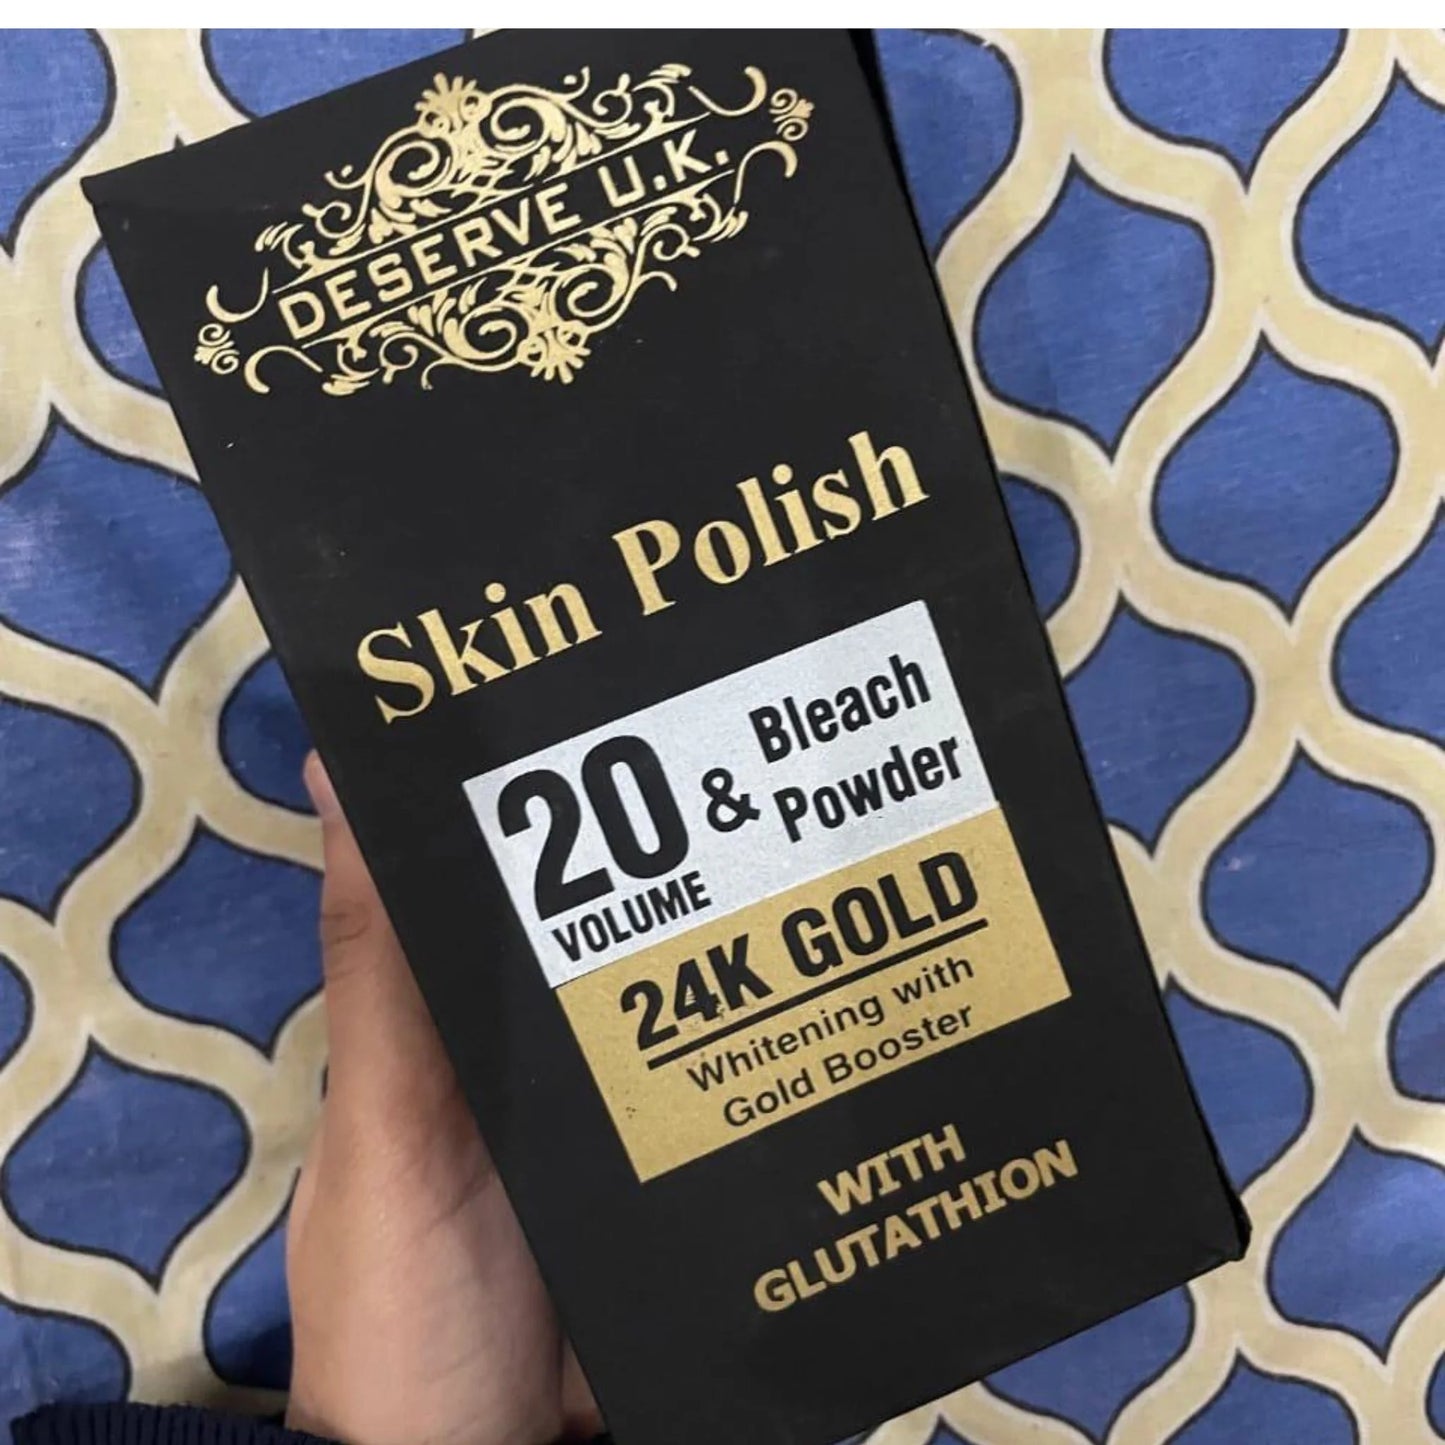 DESERVE U.K.
Skin Polish
20
VOLUME
&
Bleach
Powder
24K GOLD
Whitening with
Gold Booster
WITH
GLUTATHION